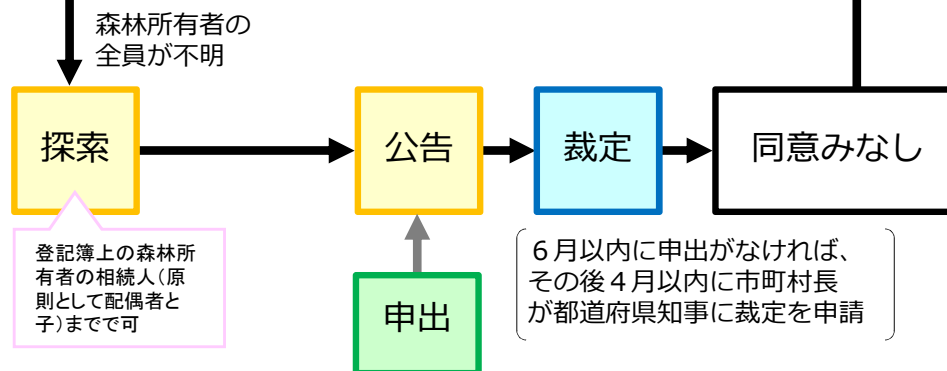 森林所有者の
全員が不明
探索
公告
裁定
同意みなし
登記簿上の森林所
有者の相続人(原
則として配偶者と
子)までで可
申出
６月以内に申出がなければ、
その後４月以内に市町村長
が都道府県知事に裁定を申請